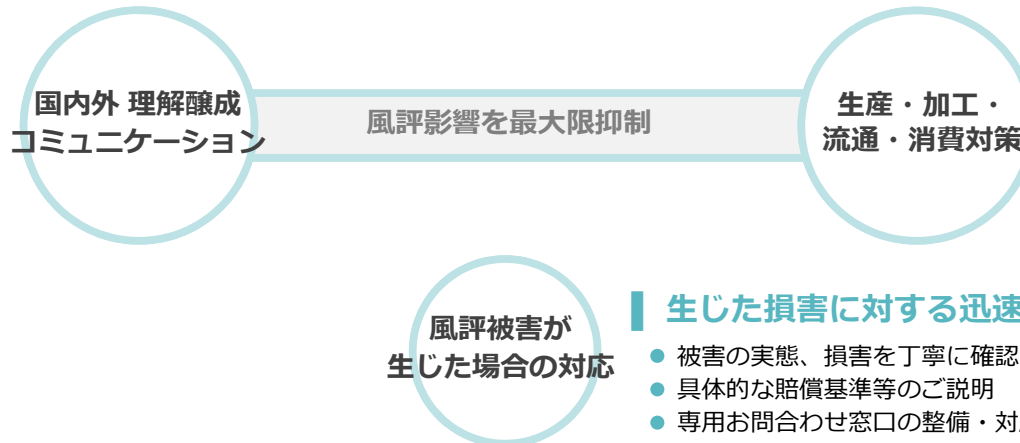 国内外 理解醸成
コミュニケーション
風評影響を最大限抑制
生産・加工・
流通・消費対策
風評被害が
生じた場合の対応
生じた損害に対する迅速
● 被害の実態、損害を丁寧に確認
● 具体的な賠償基準等のご説明
● 専用お問合わせ窓口の整備・対